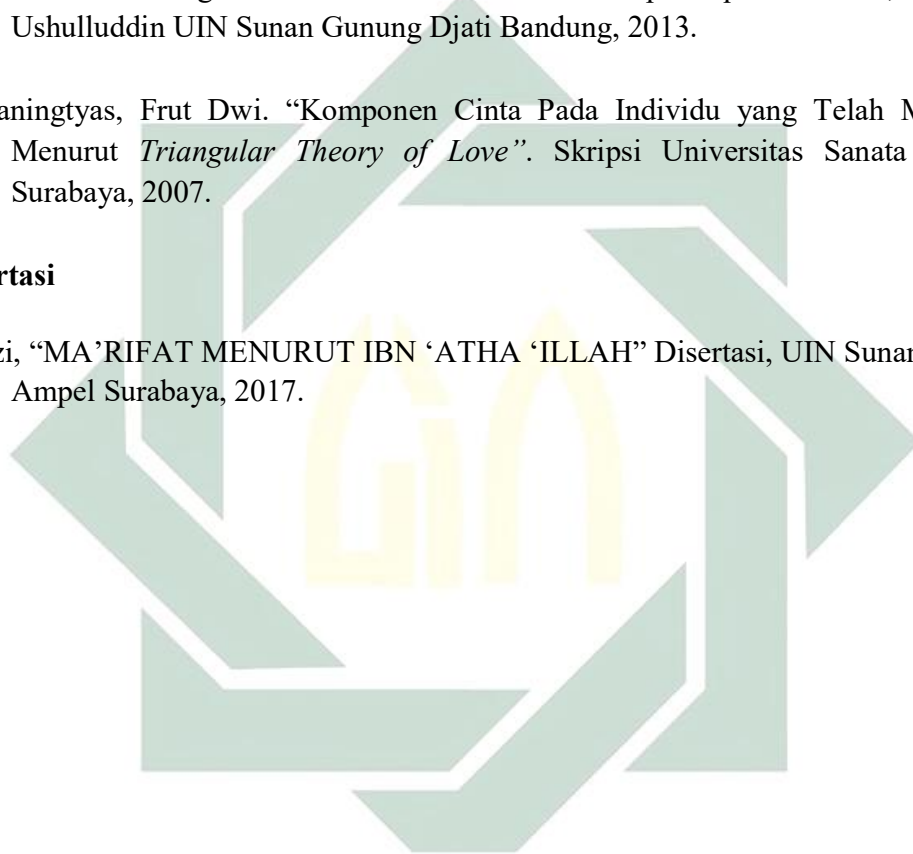 Ushulluddin UIN Sunan Gunung Djati Bandung, 2013.
aningtyas, Frut Dwi. “Komponen Cinta Pada Individu yang Telah M
Menurut Triangular Theory of Love”. Skripsi Universitas Sanata
Surabaya, 2007.
rtasi
zi, “MA’RIFAT MENURUT IBN ‘ATHA ‘ILLAH” Disertasi, UIN Sunan
Ampel Surabaya, 2017.